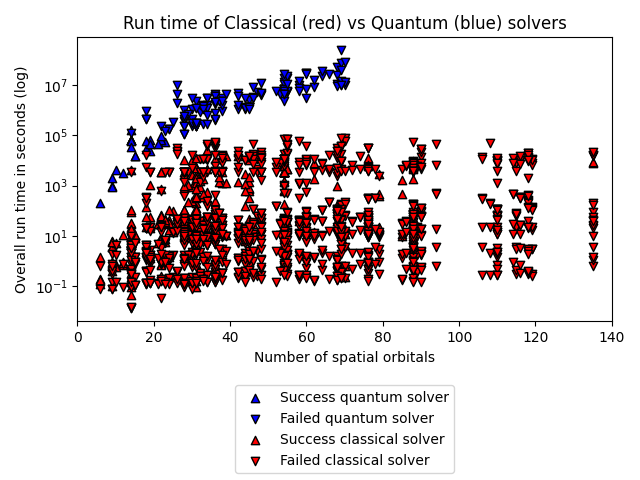 Run time of Classical (red) vs Quantum (blue) solvers
Overall run time in seconds (log)
10^7
10^5
10^3
10^1
10^−1
0 20 40 60 80 100 120 140
Number of spatial orbitals
Success quantum solver
Failed quantum solver
Success classical solver
Failed classical solver